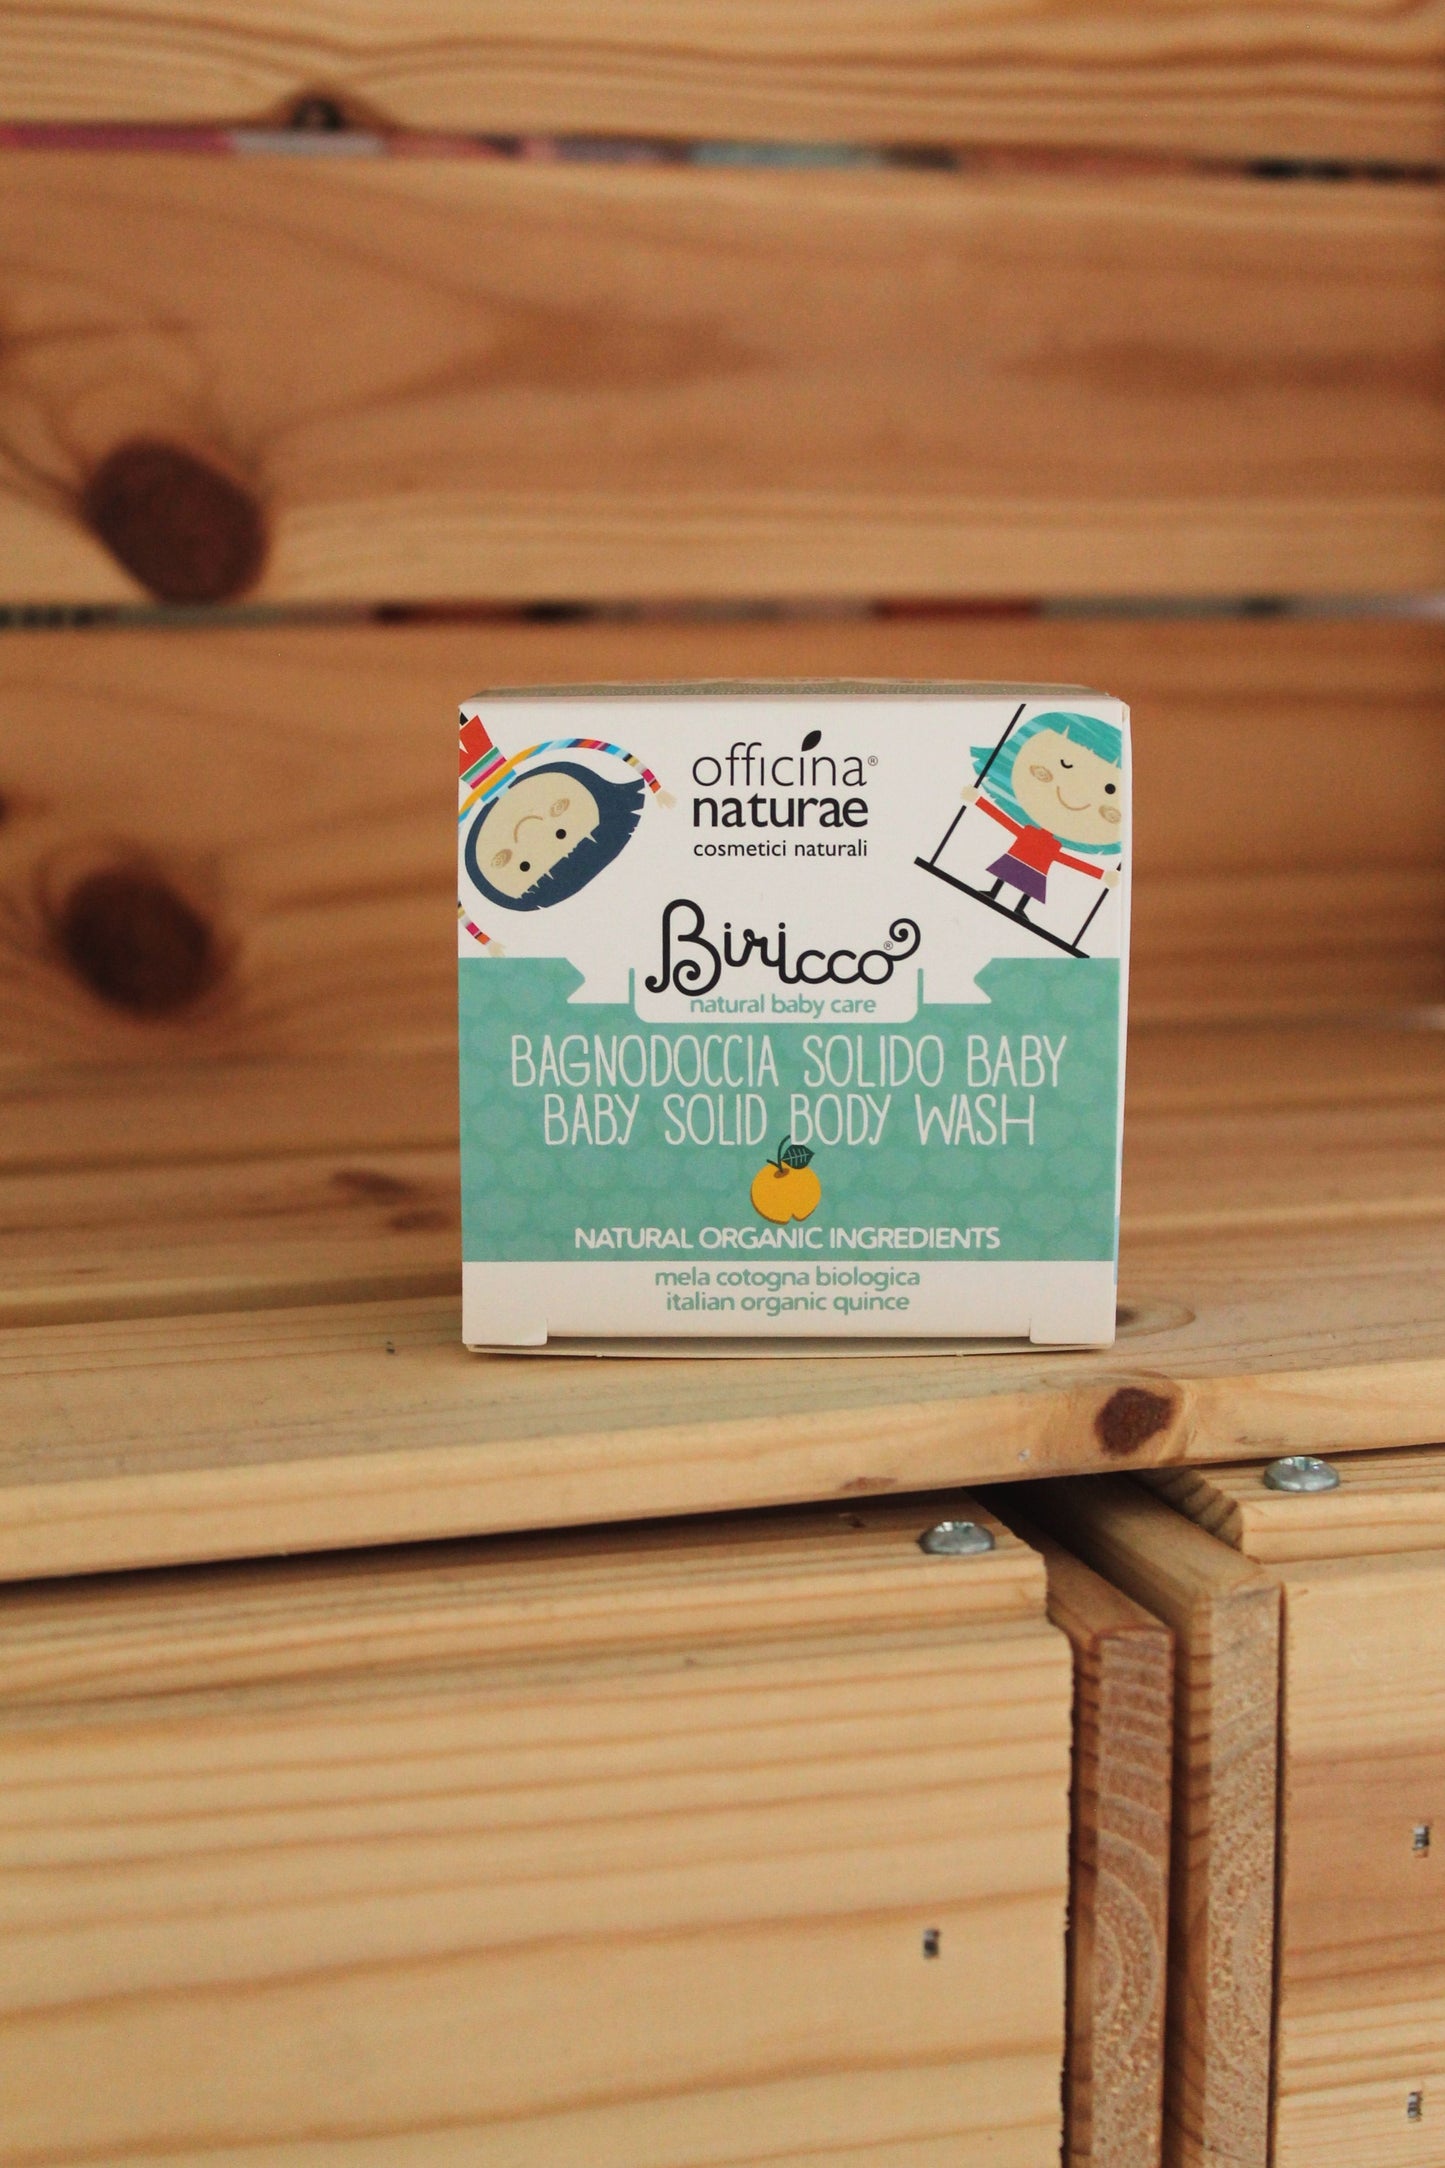 officina®
naturae
cosmetici naturali
Biricco®
natural baby care
BAGNODOCCIA SOLIDO BABY
BABY SOLID BODY WASH
NATURAL ORGANIC INGREDIENTS
mela cotogna biologica
italian organic quince